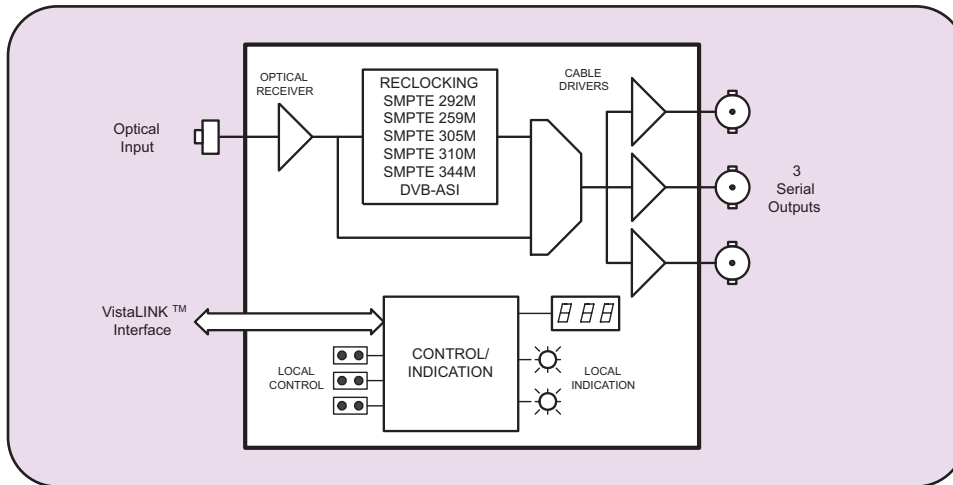 OPTICAL
RECEIVER
RECLOCKING
SMPTE 292M
SMPTE 259M
SMPTE 305M
SMPTE 310M
SMPTE 344M
DVB-ASI
CABLE
DRIVERS
Optical
Input
3
Serial
Outputs
VistaLINK ™
Interface
CONTROL/
INDICATION
LOCAL
CONTROL
LOCAL
INDICATION